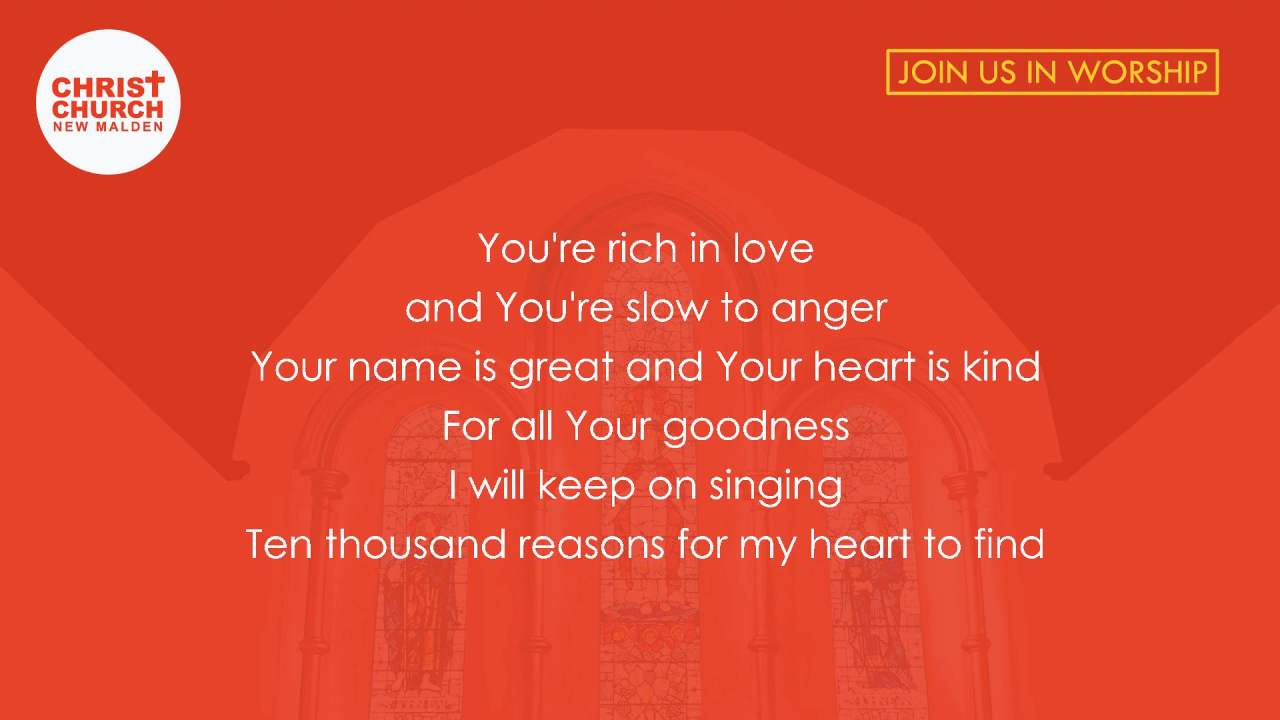 CHRIST
CHURCH
NEW MALDEN
JOIN US IN WORSHIP
You're rich in love
and You're slow to anger
Your name is great and Your heart is kind
For all Your goodness
I will keep on singing
Ten thousand reasons for my heart to find